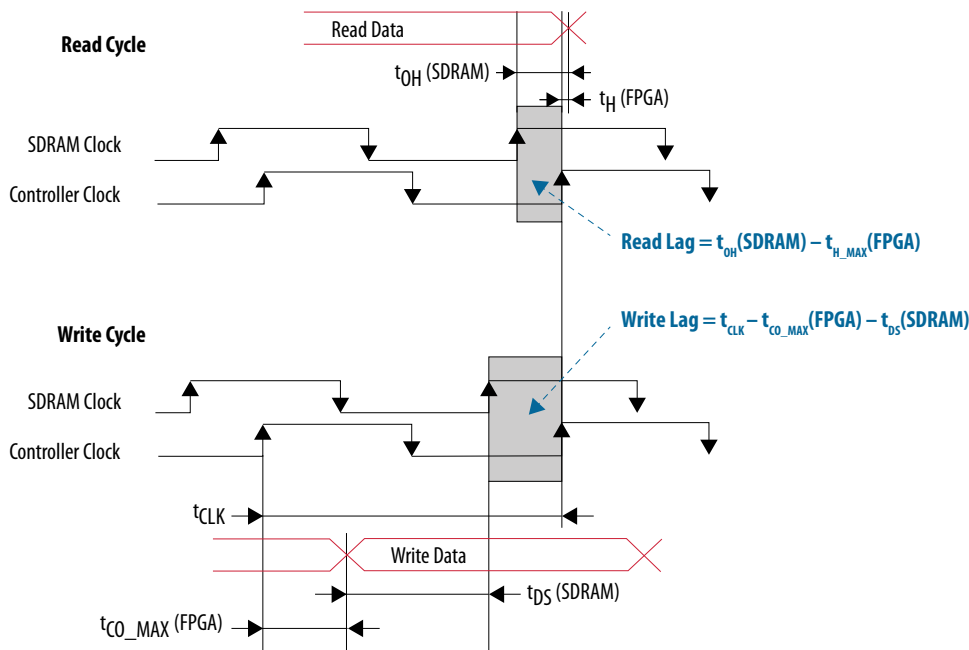 Read Data
Read Cycle
tOH (SDRAM)
tH (FPGA)
SDRAM Clock
Controller Clock
Read Lag = tOH(SDRAM) – tH_MAX(FPGA)
Write Lag = tCLK – tCO_MAX(FPGA) – tDS(SDRAM)
Write Cycle
SDRAM Clock
Controller Clock
tCLK
Write Data
tDS (SDRAM)
tCO_MAX (FPGA)